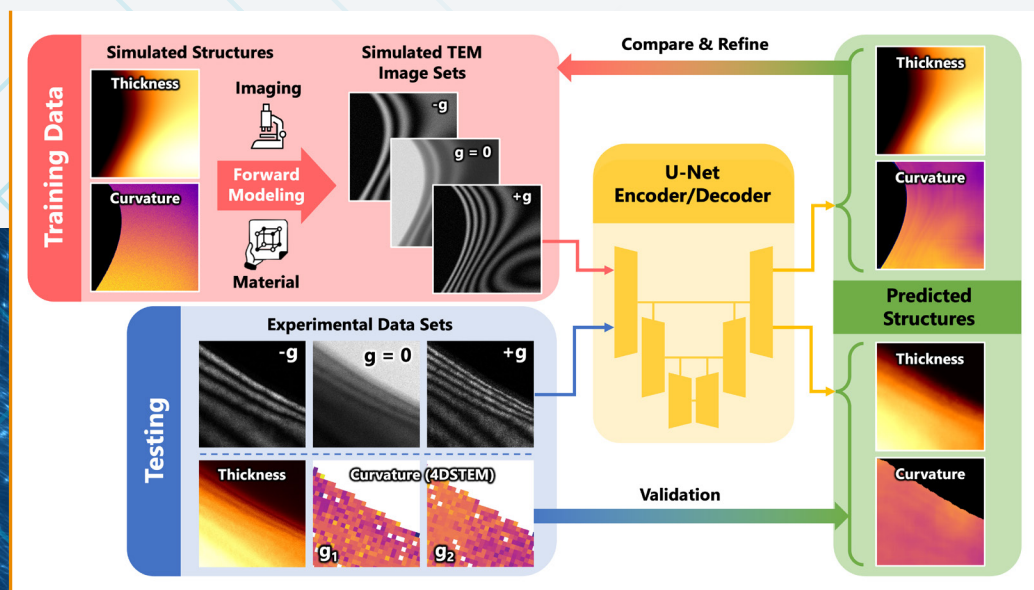 Training Data
Simulated Structures
Thickness
Curvature
Imaging
Forward
Modeling
Material
Simulated TEM
Image Sets
-g
g = 0
+g
Compare & Refine
U-Net
Encoder/Decoder
Thickness
Curvature
Predicted
Structures
Thickness
Curvature
Testing
Experimental Data Sets
-g
g = 0
+g
Thickness
Curvature (4DSTEM)
g₁
g₂
Validation